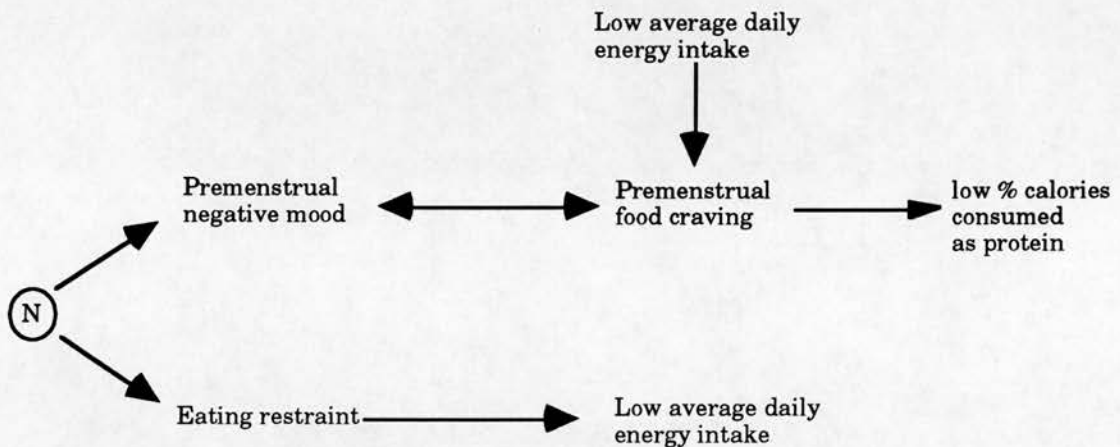 Low average daily
energy intake
Premenstrual
negative mood
Premenstrual
food craving
low % calories
consumed
as protein
N
Eating restraint
Low average daily
energy intake